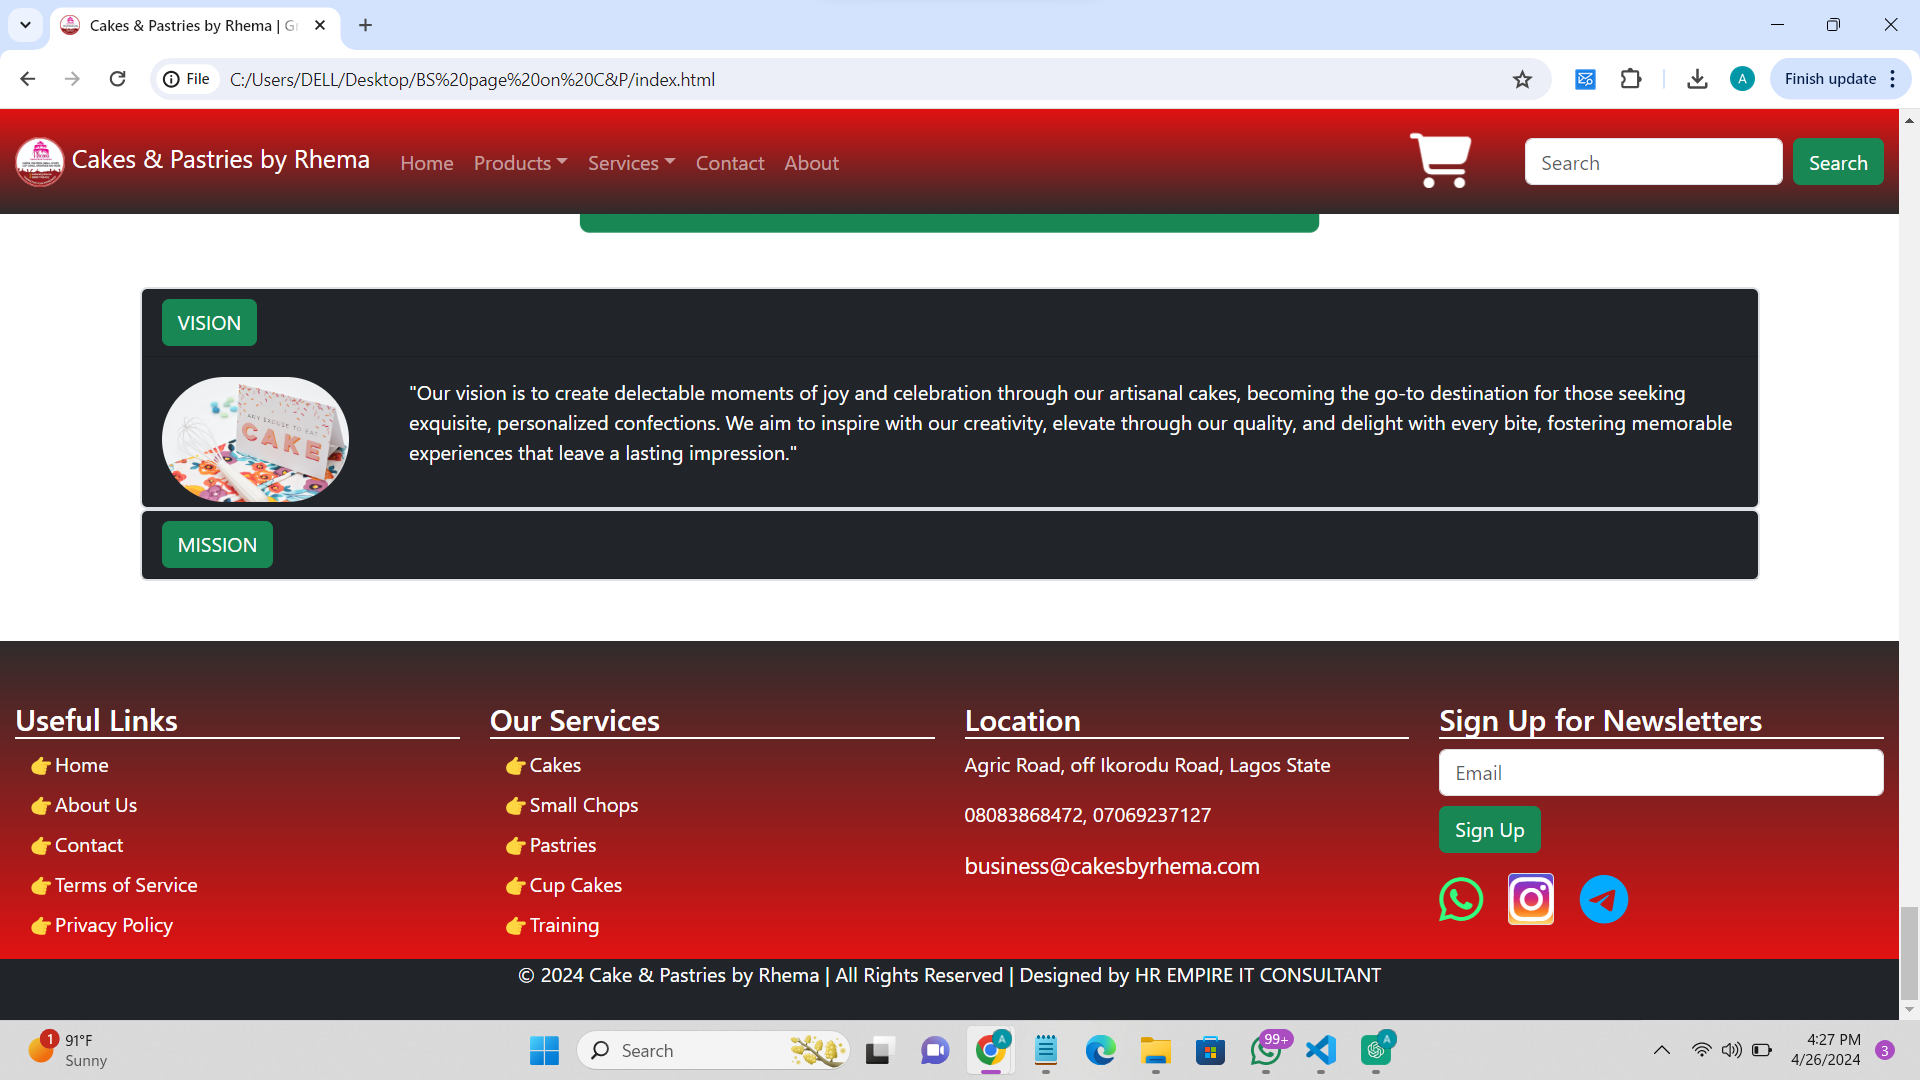 Cakes & Pastries by Rhema | Gr
File
C:/Users/DELL/Desktop/BS%20page%20on%20C&P/index.html
A
Finish update
Cakes & Pastries by Rhema
Home
Products
Services
Contact
About
Search
Search
VISION
ANY EXCUSE TO EAT
CAKE
"Our vision is to create delectable moments of joy and celebration through our artisanal cakes, becoming the go-to destination for those seeking
exquisite, personalized confections. We aim to inspire with our creativity, elevate through our quality, and delight with every bite, fostering memorable
experiences that leave a lasting impression."
MISSION
Useful Links
👉Home
👉About Us
👉Contact
👉Terms of Service
👉Privacy Policy
Our Services
👉Cakes
👉Small Chops
👉Pastries
👉Cup Cakes
👉Training
Location
Agric Road, off Ikorodu Road, Lagos State
08083868472, 07069237127
business@cakesbyrhema.com
Sign Up for Newsletters
Email
Sign Up
© 2024 Cake & Pastries by Rhema | All Rights Reserved | Designed by HR EMPIRE IT CONSULTANT
1
91°F
Sunny
Search
A
99+
A
4:27 PM
4/26/2024
3